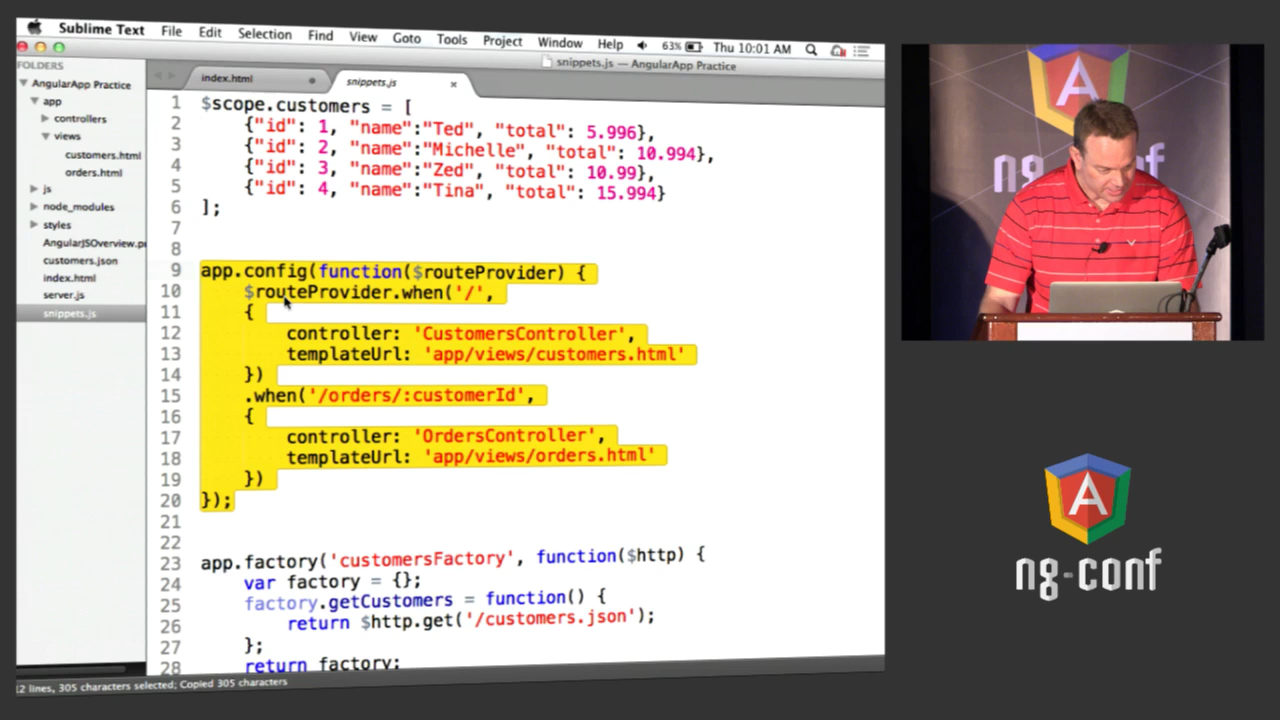 Sublime Text File Edit Selection Find View Goto Tools Project Window Help 63% Thu 10:01 AM
snippets.js — AngularApp Practice
FOLDERS
AngularApp Practice
app
controllers
views
customers.html
orders.html
js
node_modules
styles
AngularJSOverview.pr
customers.json
index.html
server.js
snippets.js
index.html
snippets.js
1 $scope.customers = [
2 {"id": 1, "name":"Ted", "total": 5.996},
3 {"id": 2, "name":"Michelle", "total": 10.994},
4 {"id": 3, "name":"Zed", "total": 10.99},
5 {"id": 4, "name":"Tina", "total": 15.994}
6 ];
7
8
9 app.config(function($routeProvider) {
10 $routeProvider.when('/',
11 {
12 controller: 'CustomersController',
13 templateUrl: 'app/views/customers.html'
14 })
15 .when('/orders/:customerId',
16 {
17 controller: 'OrdersController',
18 templateUrl: 'app/views/orders.html'
19 })
20 });
21
22
23 app.factory('customersFactory', function($http) {
24 var factory = {};
25 factory.getCustomers = function() {
26 return $http.get('/customers.json');
27 };
28 return factory;
12 lines, 305 characters selected; Copied 305 characters
A
ng-conf
A
ng-conf